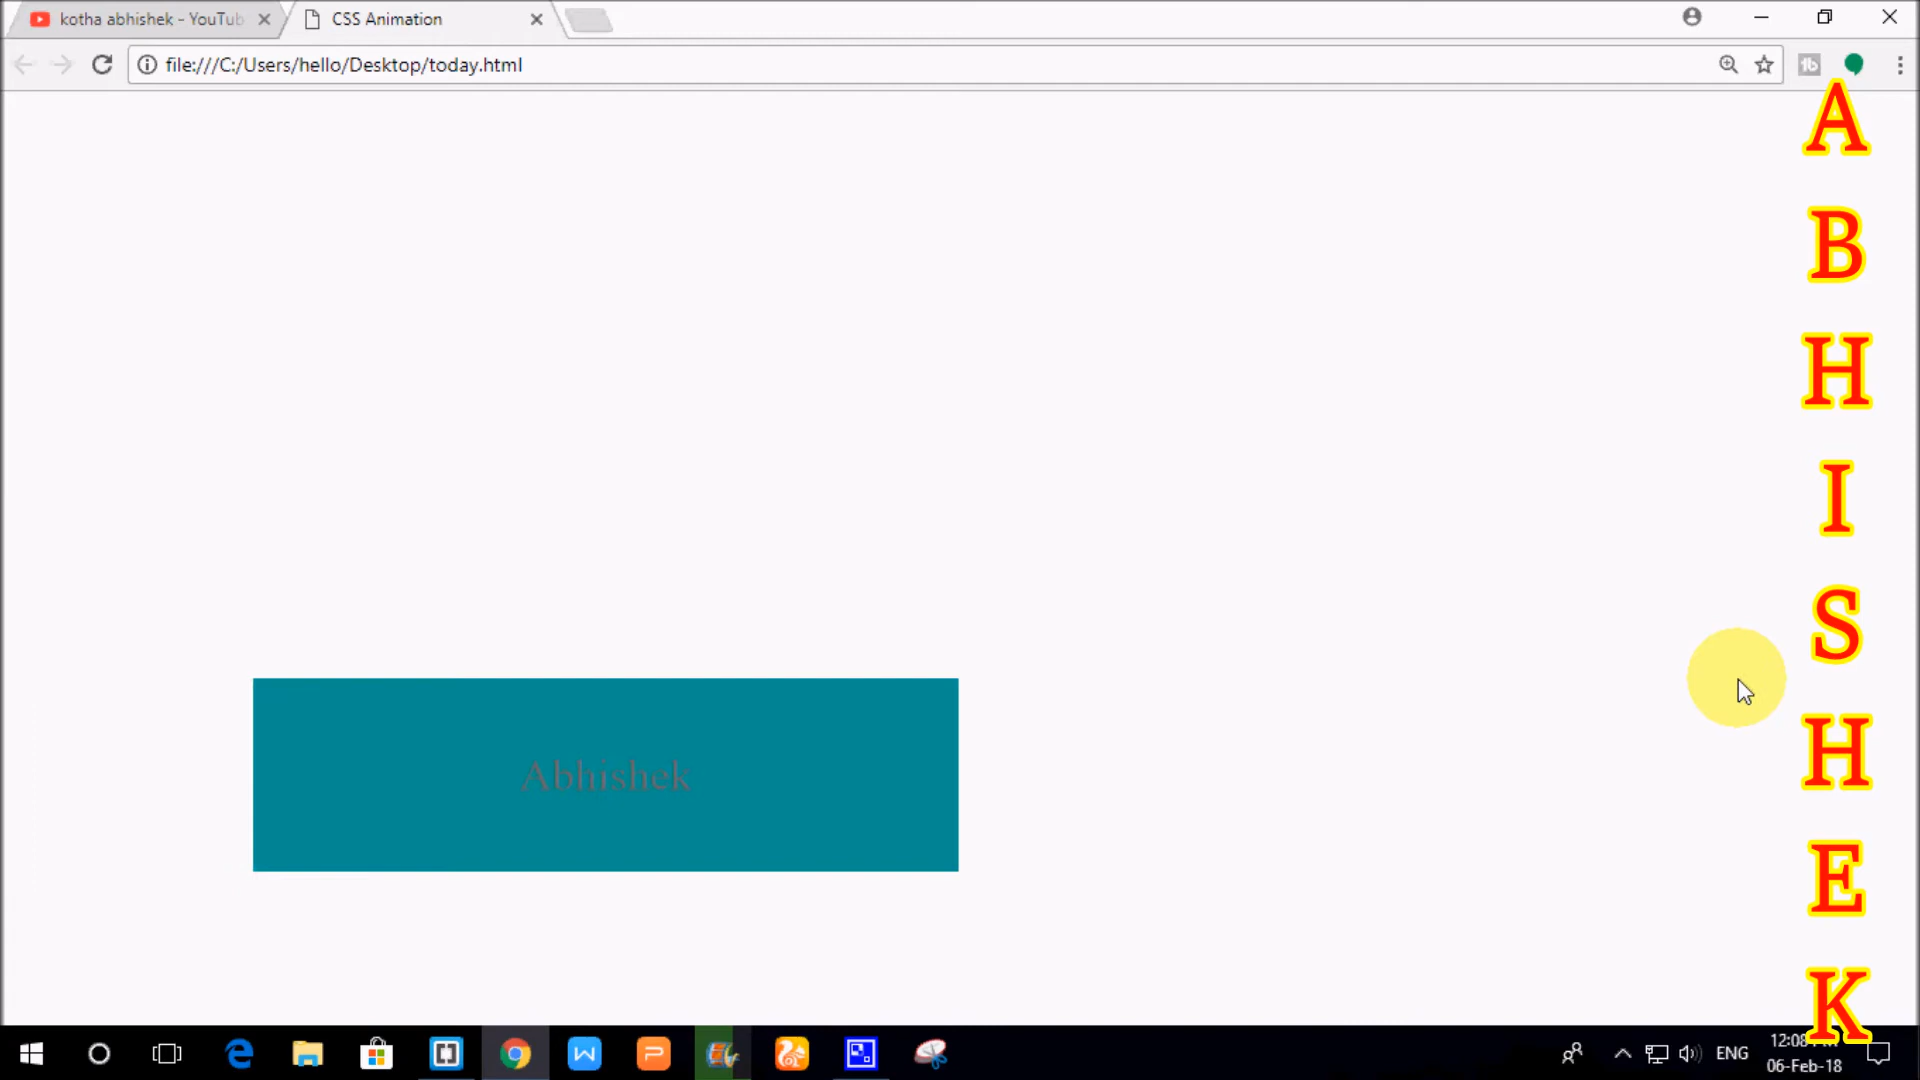 kotha abhishek - YouTub
CSS Animation
file:///C:/Users/hello/Desktop/today.html
A
B
H
I
S
H
E
K
Abhishek
ENG
06-Feb-18